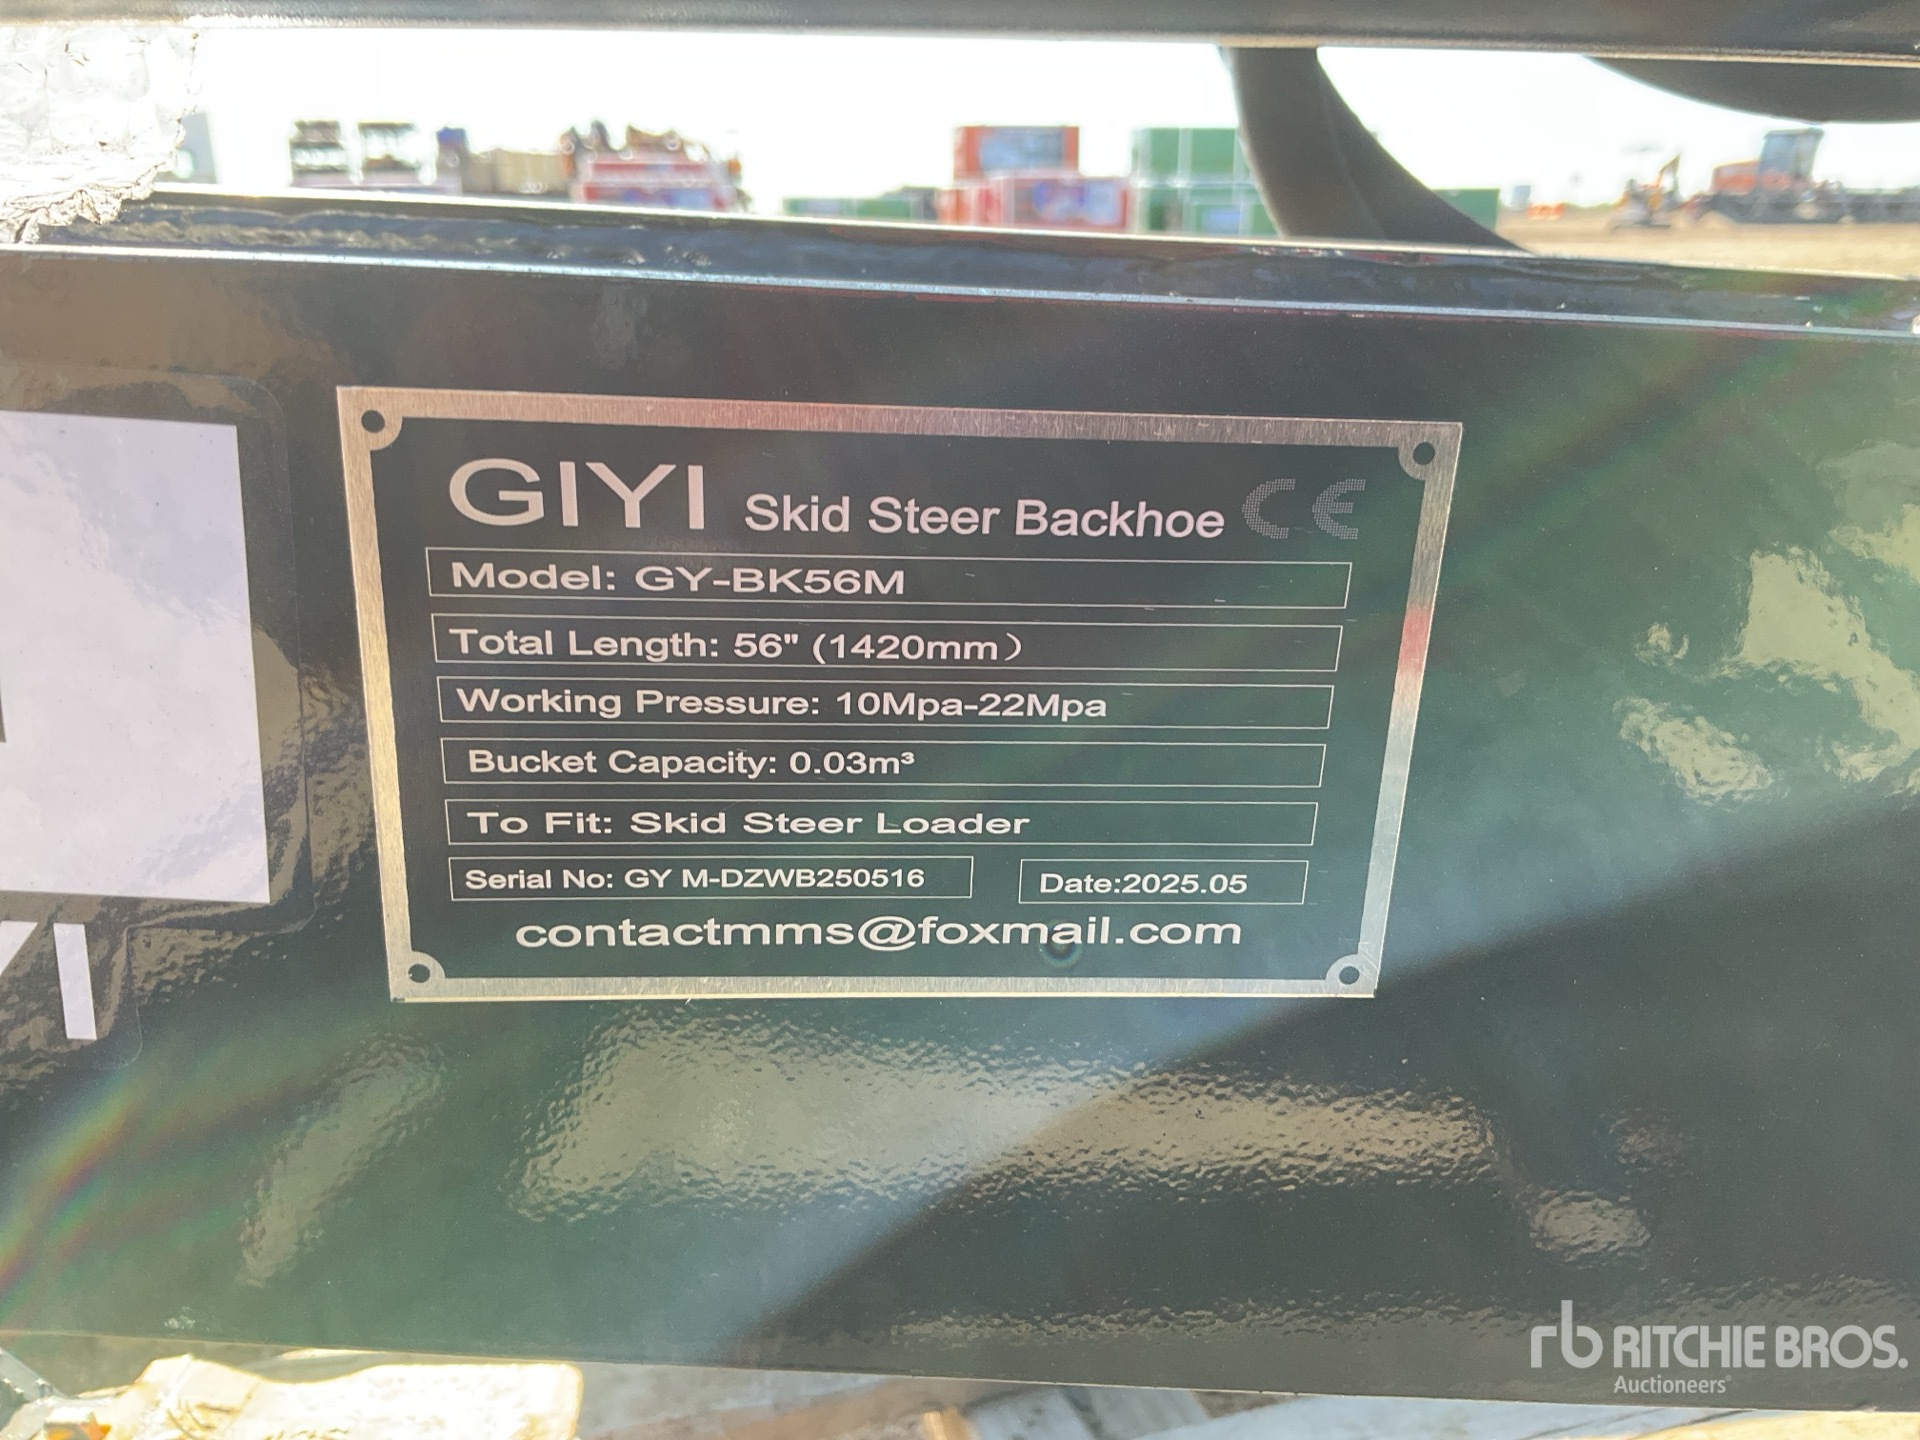 GIYI Skid Steer Backhoe CE
Model: GY-BK56M
Total Length: 56" (1420mm）
Working Pressure: 10Mpa-22Mpa
Bucket Capacity: 0.03m³
To Fit: Skid Steer Loader
Serial No: GY M-DZWB250516
Date:2025.05
contactmms@foxmail.com
rb RITCHIE BROS.
Auctioneers